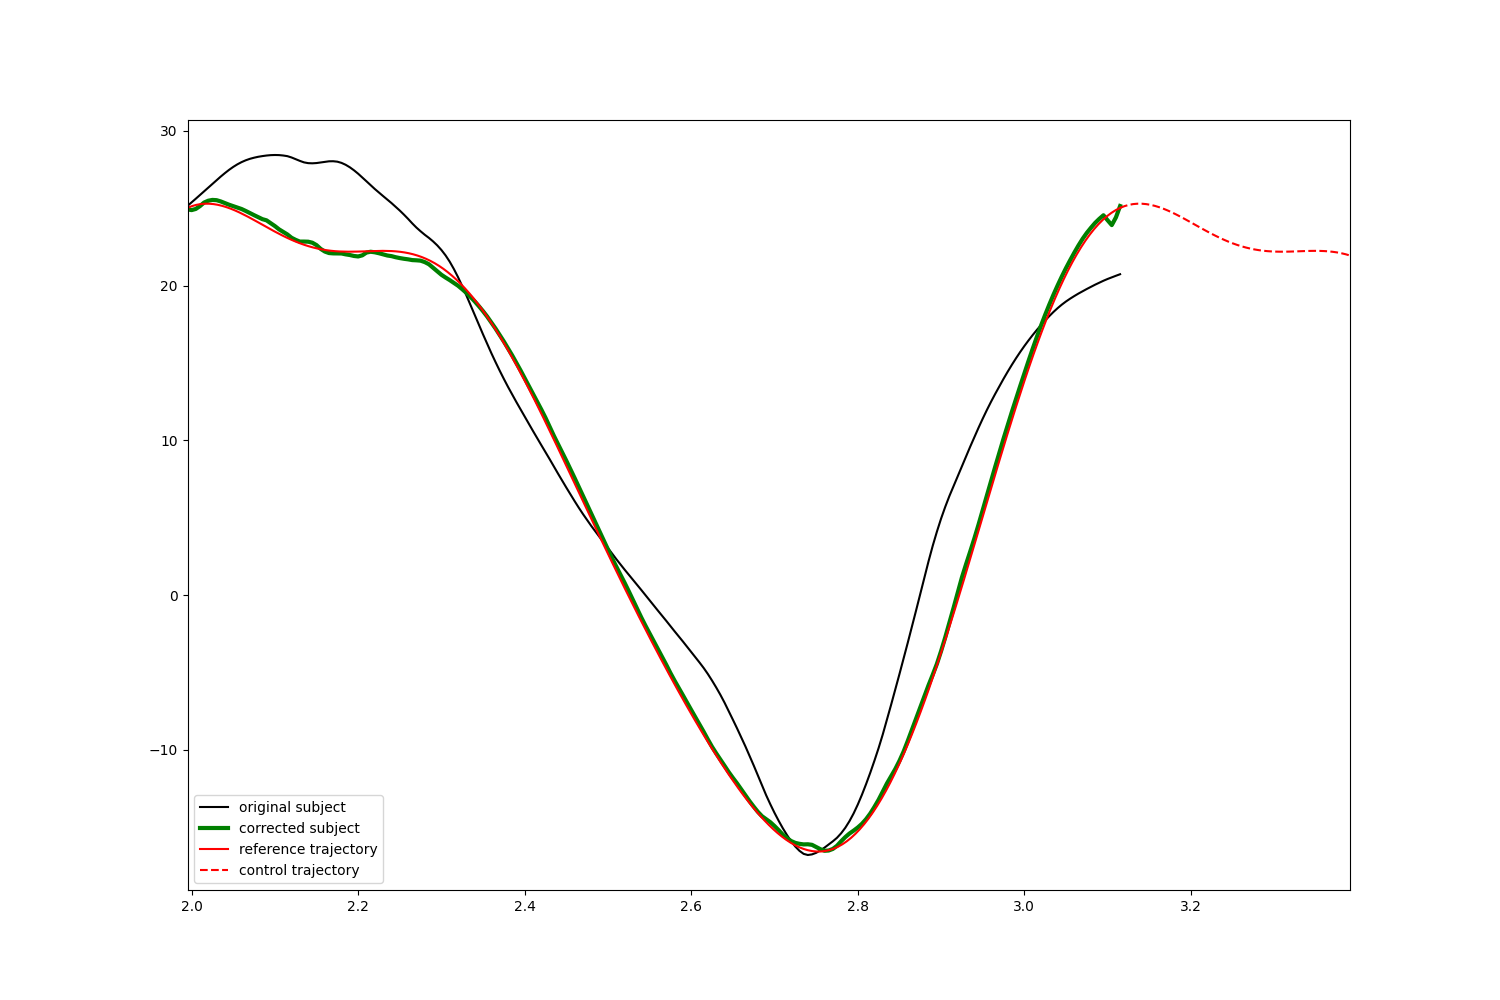 30
20
10
0
−10
original subject
corrected subject
reference trajectory
control trajectory
2.0 2.2 2.4 2.6 2.8 3.0 3.2